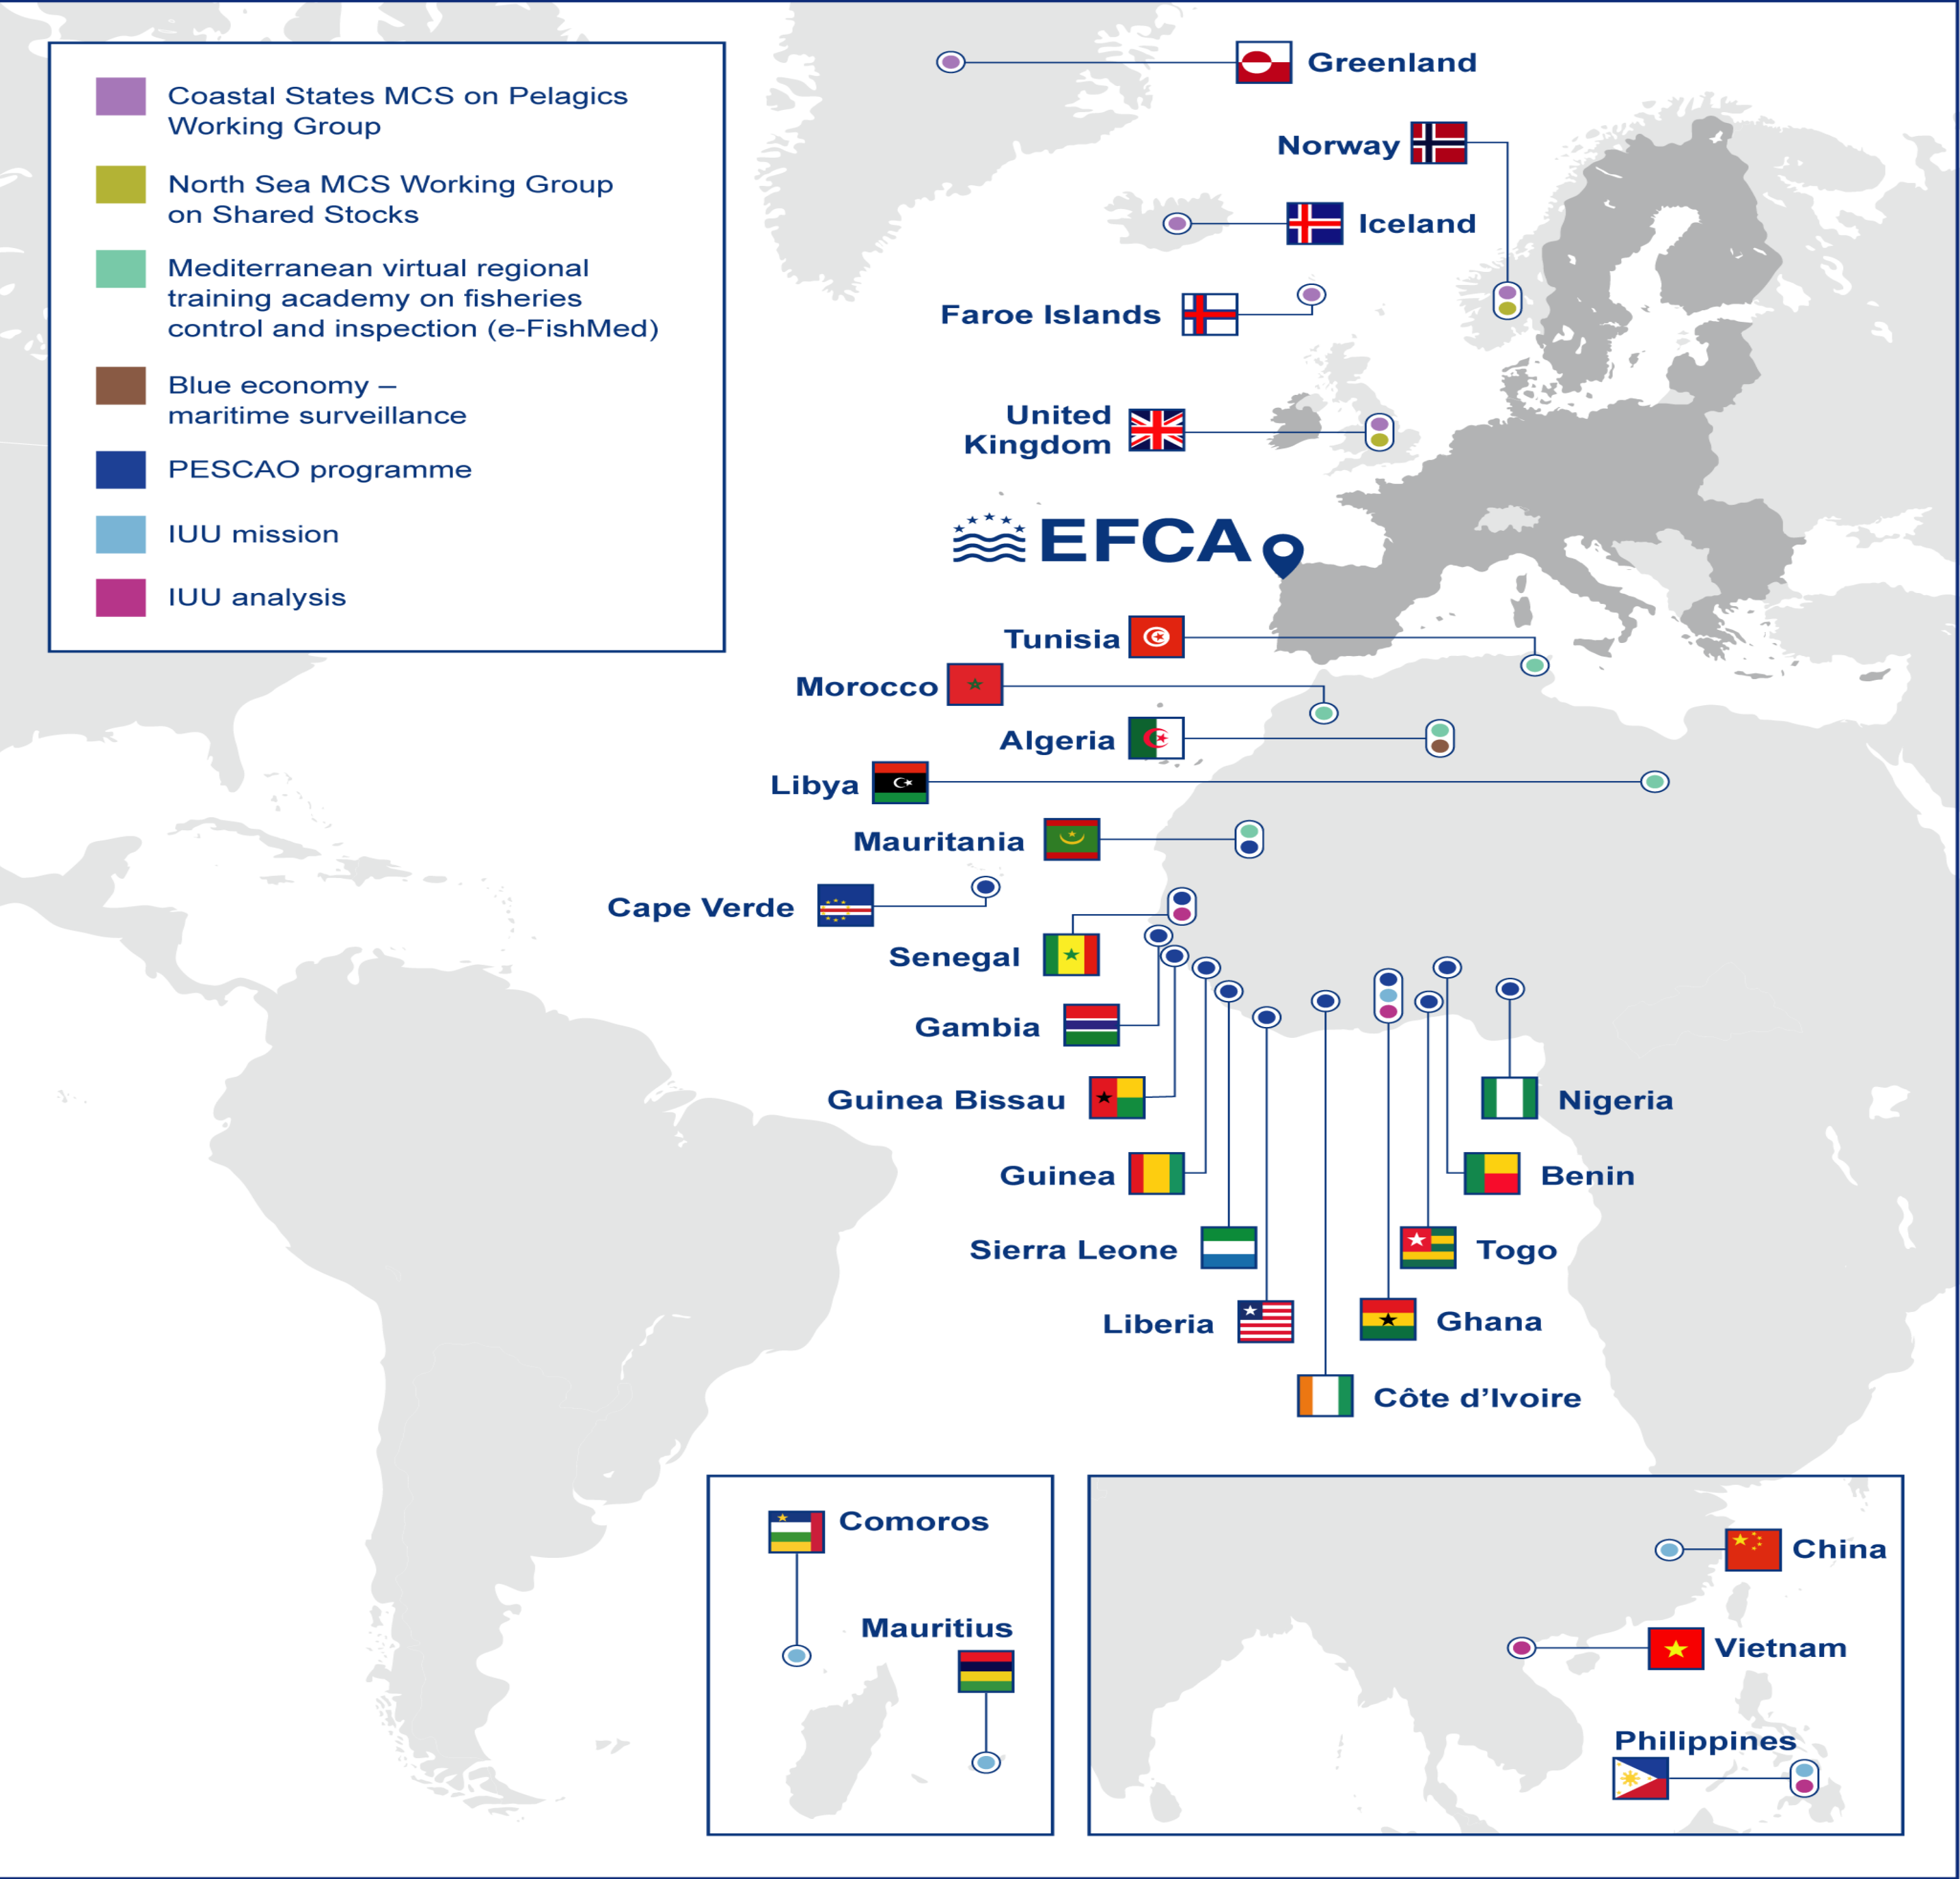 Coastal States MCS on Pelagics
Working Group
North Sea MCS Working Group
on Shared Stocks
Mediterranean virtual regional
training academy on fisheries
control and inspection (e-FishMed)
Blue economy –
maritime surveillance
PESCAO programme
IUU mission
IUU analysis
Greenland
Norway
Iceland
Faroe Islands
United
Kingdom
EFCA
Tunisia
Morocco
Algeria
Libya
Mauritania
Cape Verde
Senegal
Gambia
Guinea Bissau
Nigeria
Guinea
Benin
Sierra Leone
Togo
Liberia
Ghana
Côte d’Ivoire
Comoros
Mauritius
China
Vietnam
Philippines